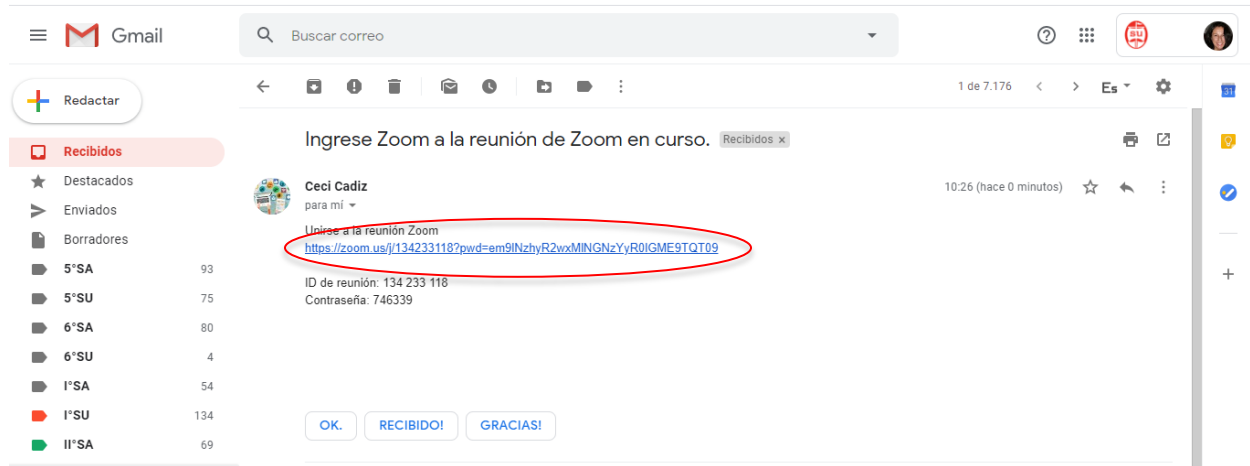 Gmail
Buscar correo
SU
Redactar
1 de 7.176
Es
31
Ingrese Zoom a la reunión de Zoom en curso.
Recibidos x
Recibidos
Destacados
Enviados
Borradores
5°SA 93
5°SU 75
6°SA 80
6°SU 4
I°SA 54
I°SU 134
II°SA 69
Ceci Cadiz
10:26 (hace 0 minutos)
para mí
Unirse a la reunión Zoom
https://zoom.us/j/134233118?pwd=em9lNzhyR2wxMlNGNzYyR0lGME9TQT09
ID de reunión: 134 233 118
Contraseña: 746339
OK.
RECIBIDO!
GRACIAS!